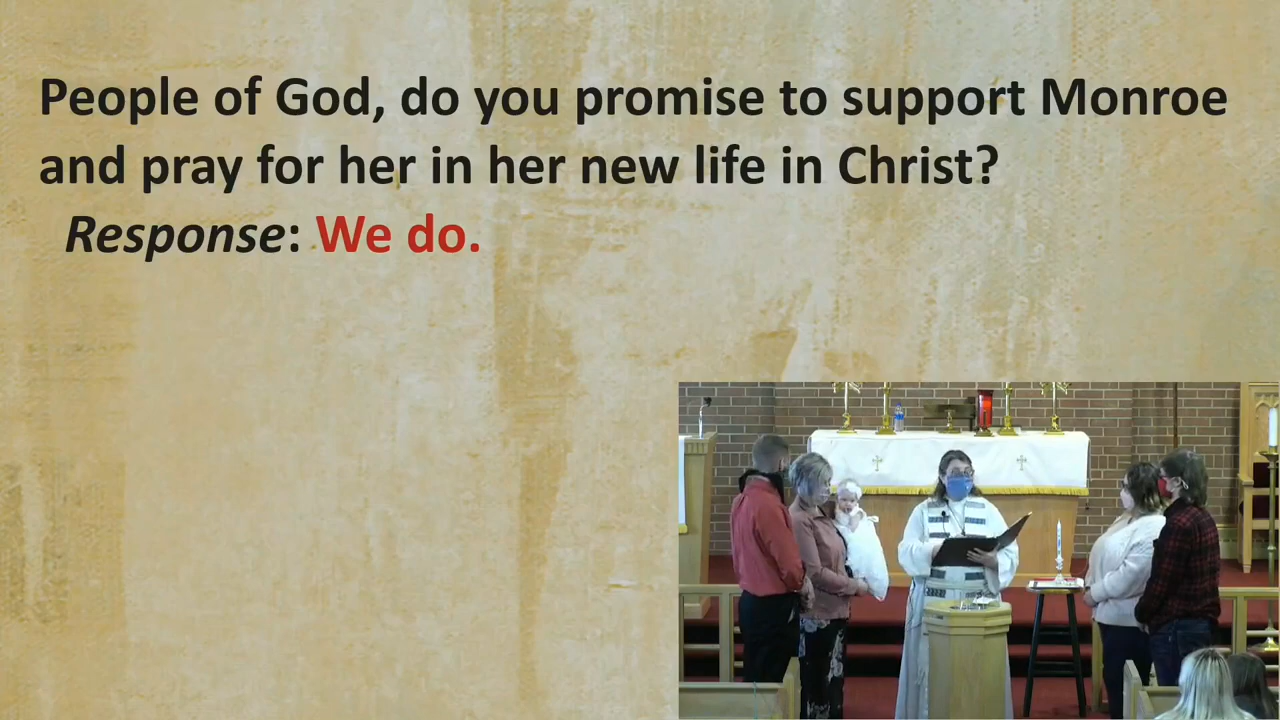 People of God, do you promise to support Monroe
and pray for her in her new life in Christ?
Response: We do.